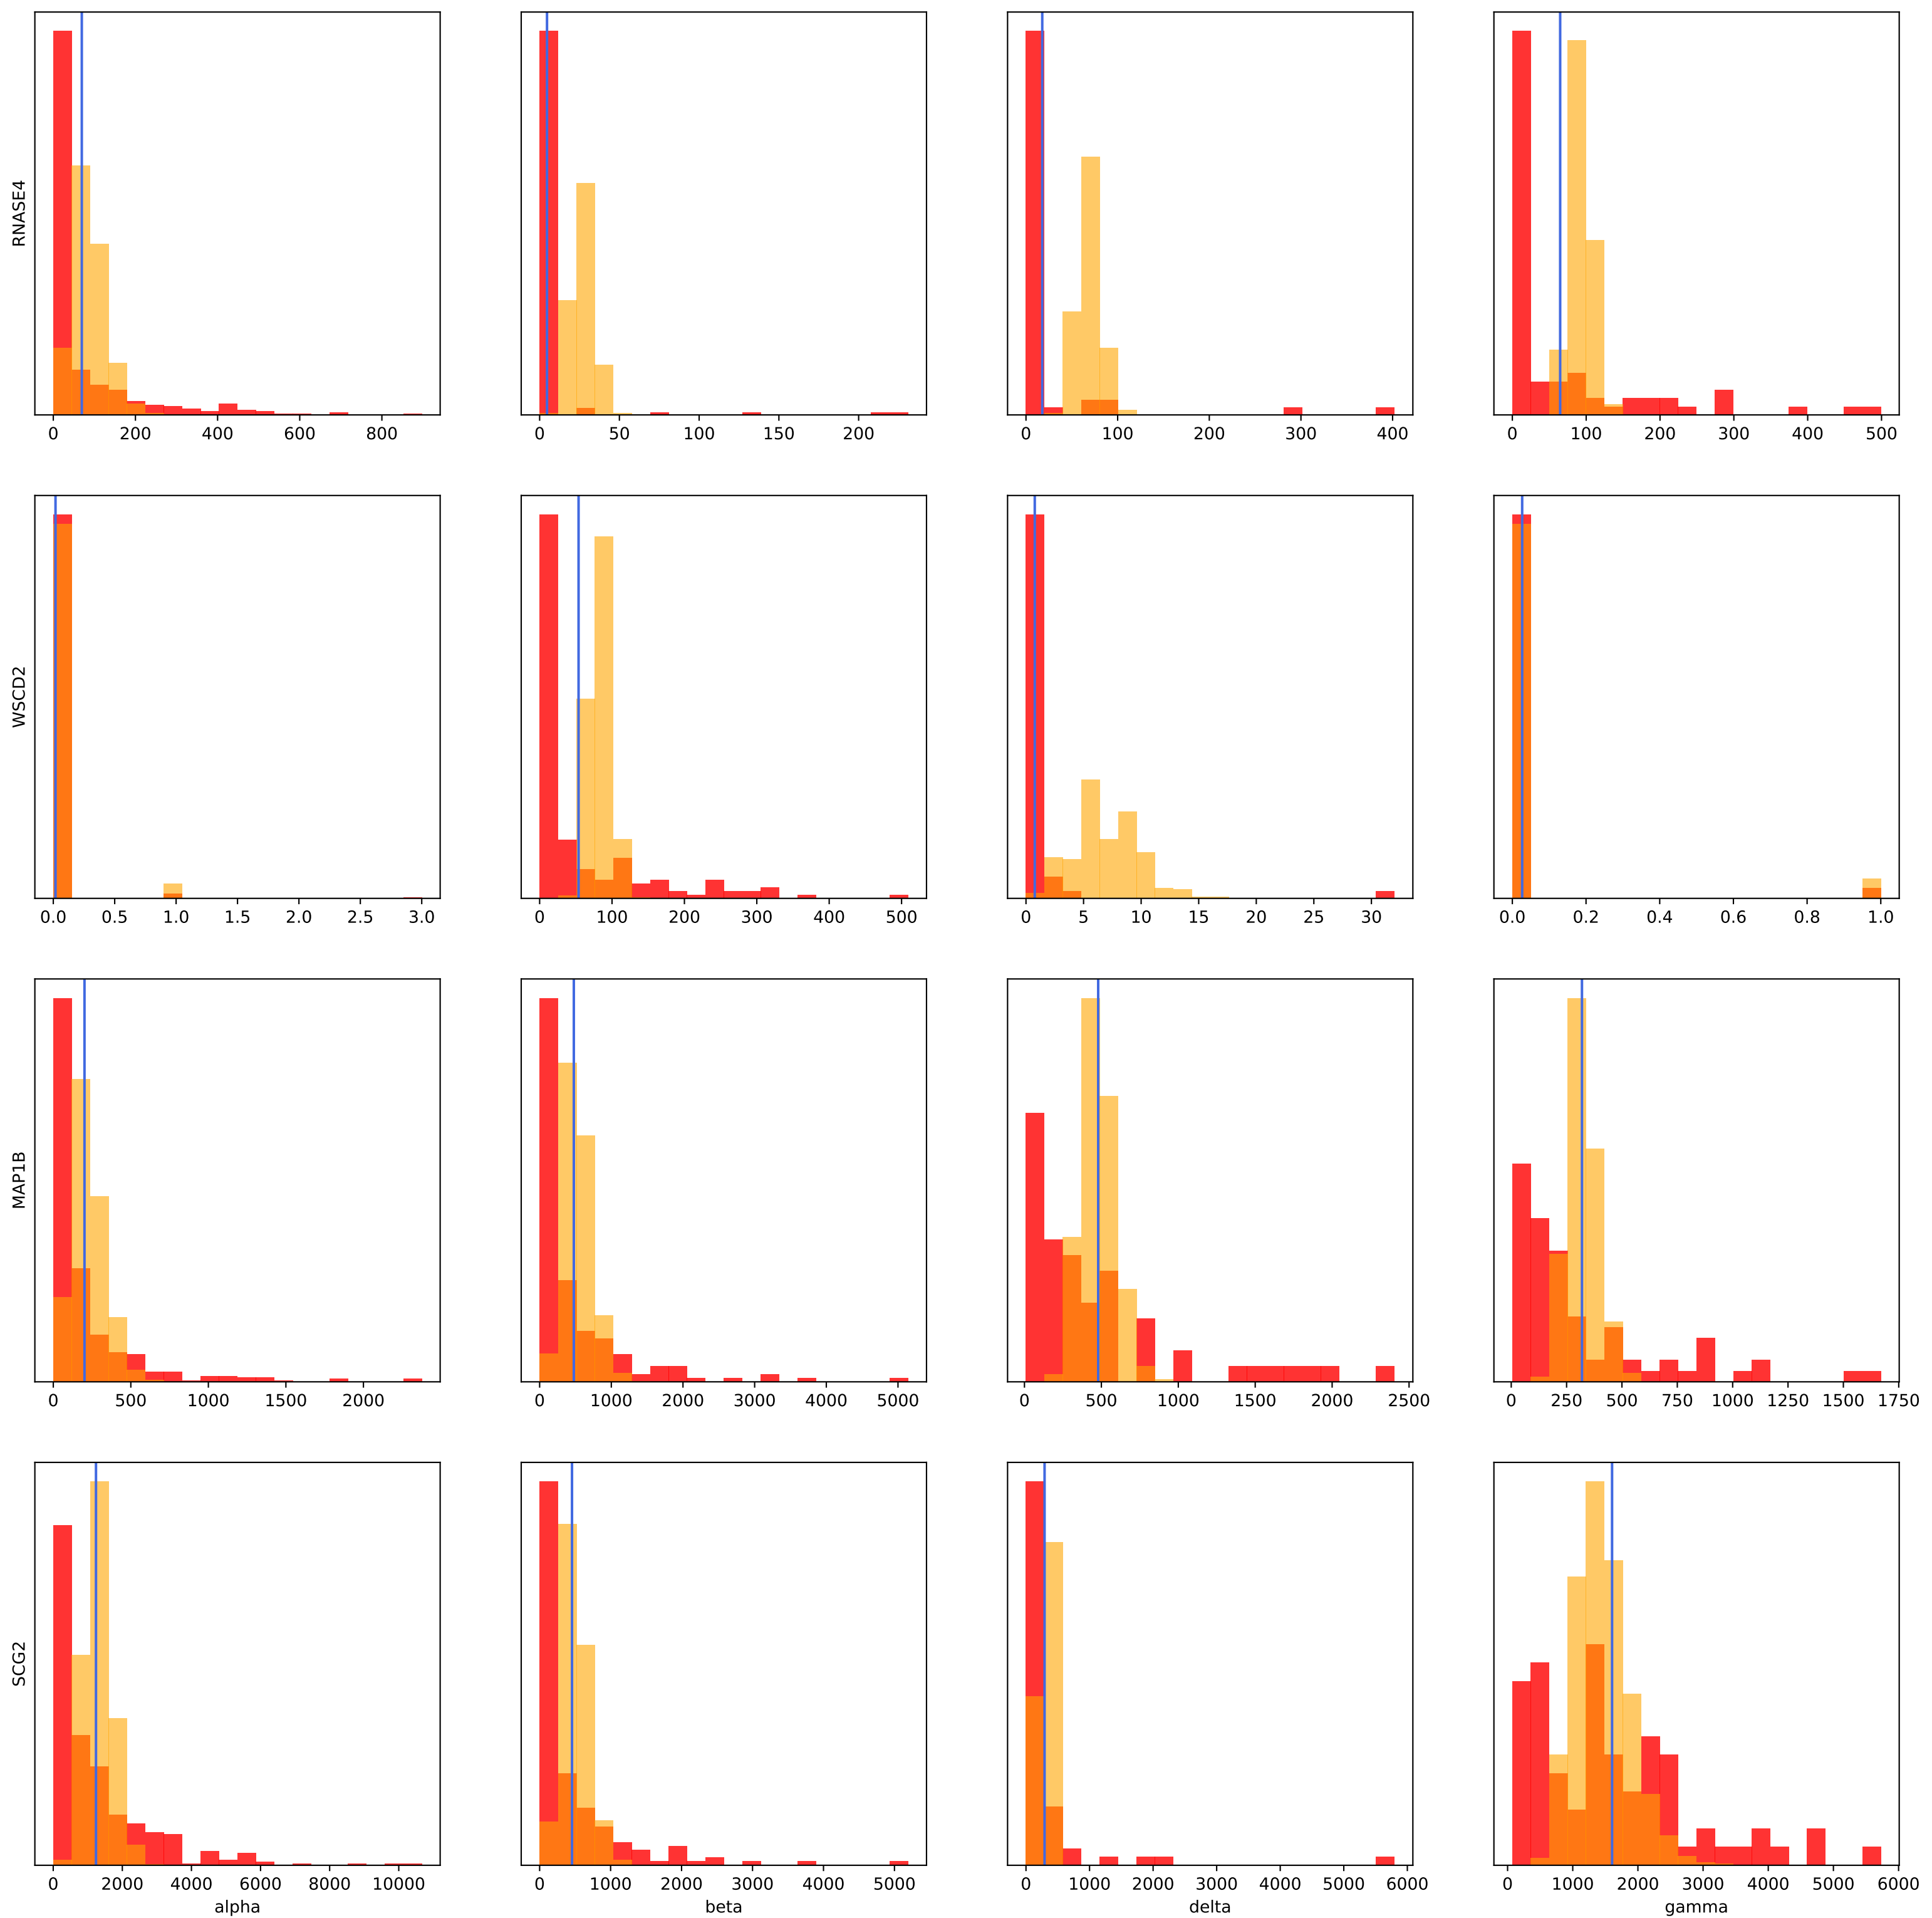 RNASE4
0 200 400 600 800
0 50 100 150 200
0 100 200 300 400
0 100 200 300 400 500
WSCD2
0.0 0.5 1.0 1.5 2.0 2.5 3.0
0 100 200 300 400 500
0 5 10 15 20 25 30
0.0 0.2 0.4 0.6 0.8 1.0
MAP1B
0 500 1000 1500 2000
0 1000 2000 3000 4000 5000
0 500 1000 1500 2000 2500
0 250 500 750 1000 1250 1500 1750
SCG2
0 2000 4000 6000 8000 10000
0 1000 2000 3000 4000 5000
0 1000 2000 3000 4000 5000 6000
0 1000 2000 3000 4000 5000 6000
alpha
beta
delta
gamma